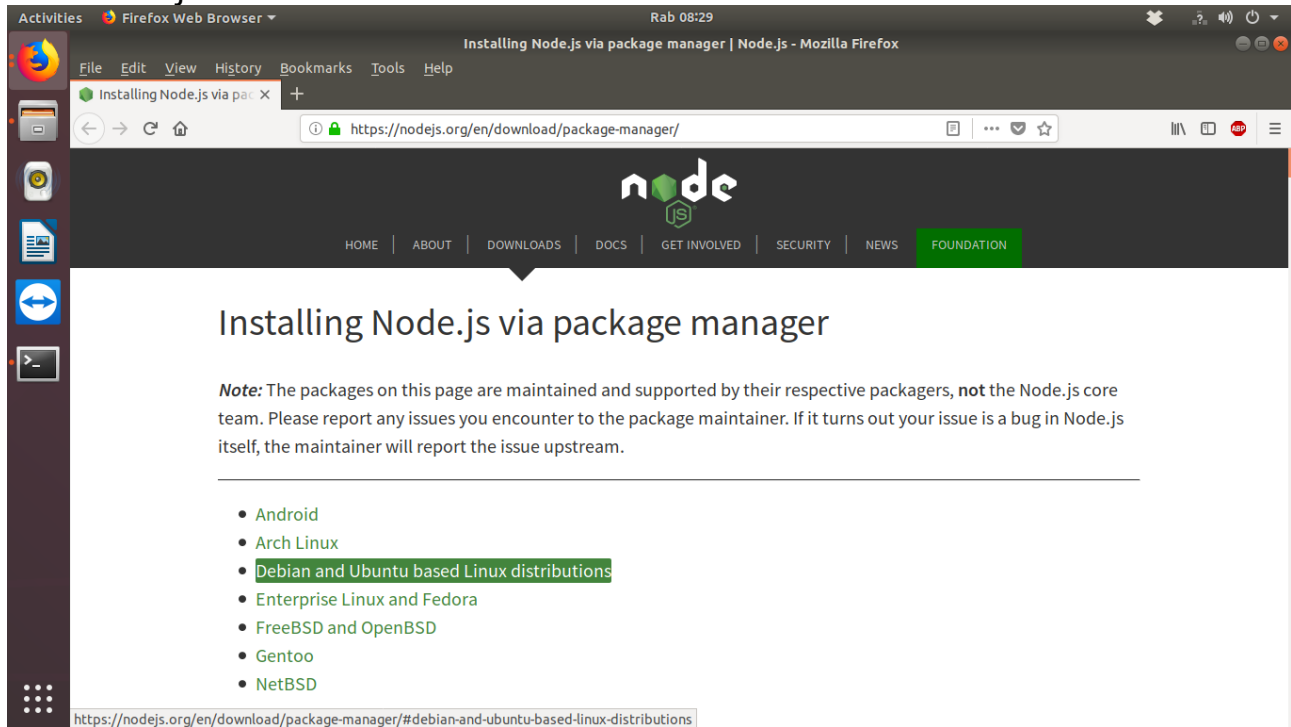 Activities Firefox Web Browser Rab 08:29
Installing Node.js via package manager | Node.js - Mozilla Firefox
File Edit View History Bookmarks Tools Help
Installing Node.js via pac
https://nodejs.org/en/download/package-manager/
ABP
node
JS
HOME ABOUT DOWNLOADS DOCS GET INVOLVED SECURITY NEWS FOUNDATION
Installing Node.js via package manager
Note: The packages on this page are maintained and supported by their respective packagers, not the Node.js core
team. Please report any issues you encounter to the package maintainer. If it turns out your issue is a bug in Node.js
itself, the maintainer will report the issue upstream.
Android
Arch Linux
Debian and Ubuntu based Linux distributions
Enterprise Linux and Fedora
FreeBSD and OpenBSD
Gentoo
NetBSD
https://nodejs.org/en/download/package-manager/#debian-and-ubuntu-based-linux-distributions